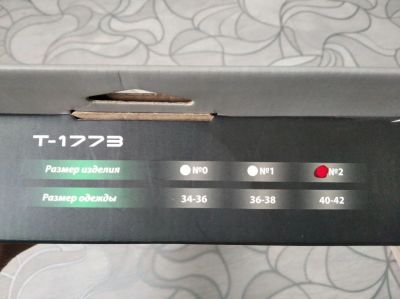 T-1773
Размер изделия №0 №1 №2
Размер одежды 34-36 36-38 40-42